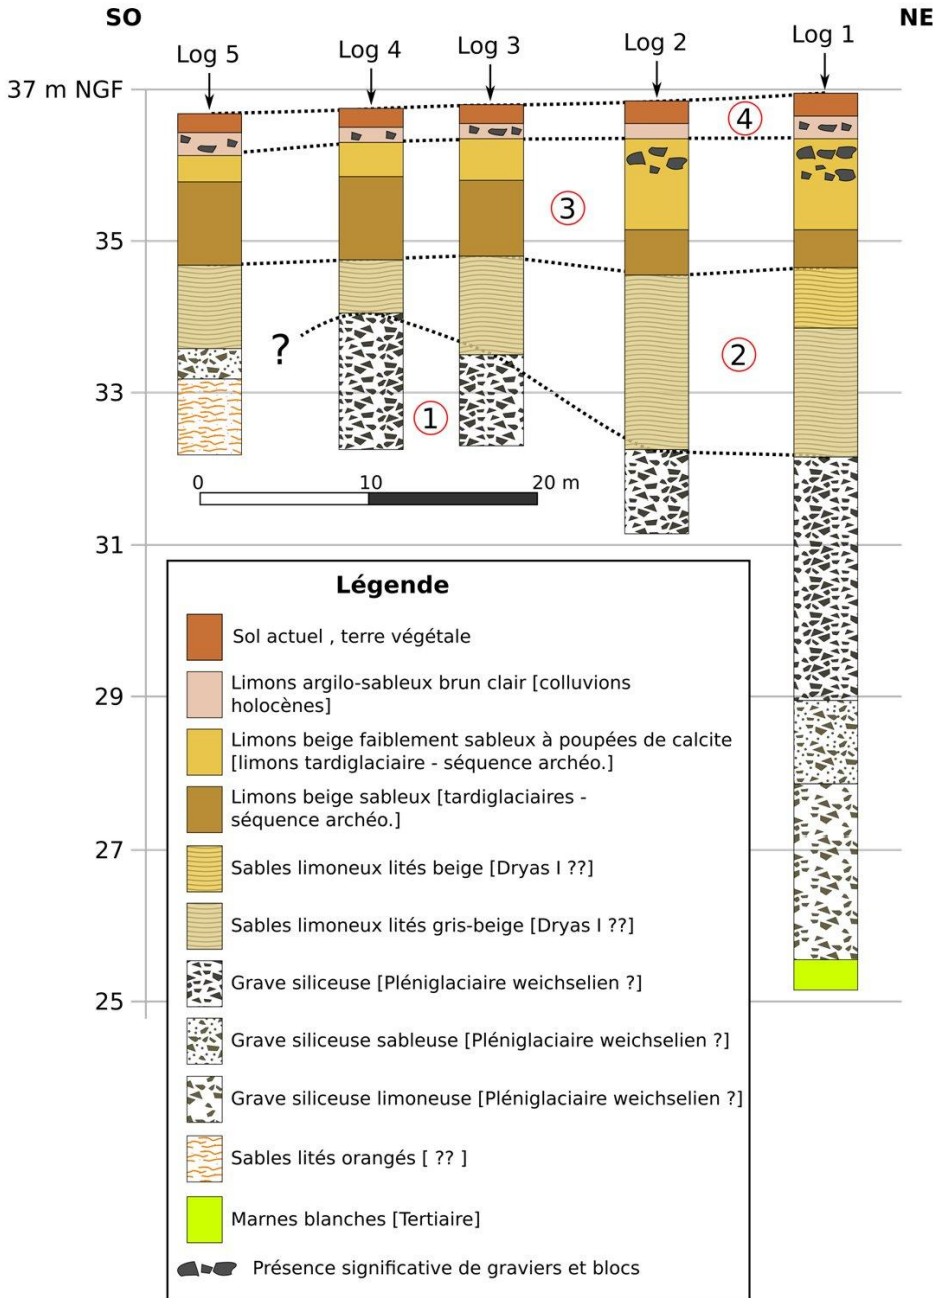 SO
NE
Log 5
Log 4
Log 3
Log 2
Log 1
37 m NGF
4
3
35
?
2
33
1
0
10
20 m
31
Légende
Sol actuel , terre végétale
Limons argilo-sableux brun clair [colluvions
holocènes]
29
Limons beige faiblement sableux à poupées de calcite
[limons tardiglaciaire - séquence archéo.]
Limons beige sableux [tardiglaciaires -
séquence archéo.]
27
Sables limoneux lités beige [Dryas I ??]
Sables limoneux lités gris-beige [Dryas I ??]
Grave siliceuse [Pléniglaciaire weichselien ?]
25
Grave siliceuse sableuse [Pléniglaciaire weichselien ?]
Grave siliceuse limoneuse [Pléniglaciaire weichselien ?]
Sables lités orangés [ ?? ]
Marnes blanches [Tertiaire]
Présence significative de graviers et blocs